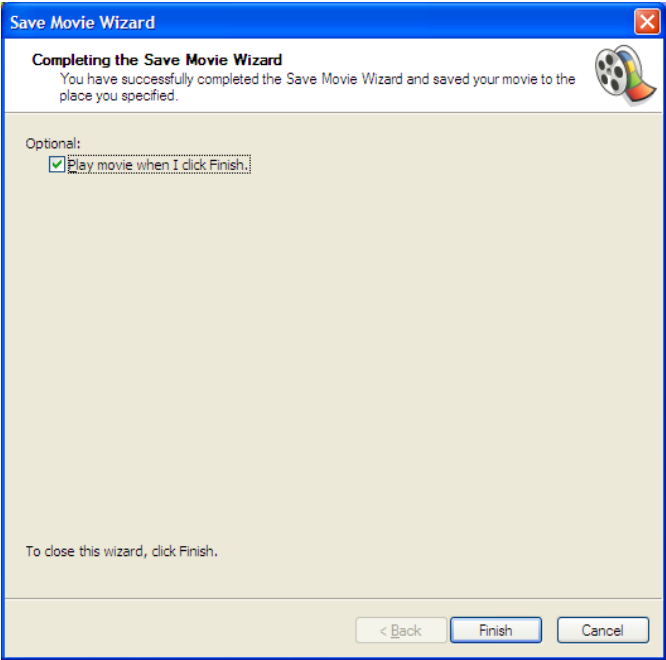 Save Movie Wizard
Completing the Save Movie Wizard
You have successfully completed the Save Movie Wizard and saved your movie to the
place you specified.
Optional:
Play movie when I click Finish.
To close this wizard, click Finish.
< Back Finish Cancel